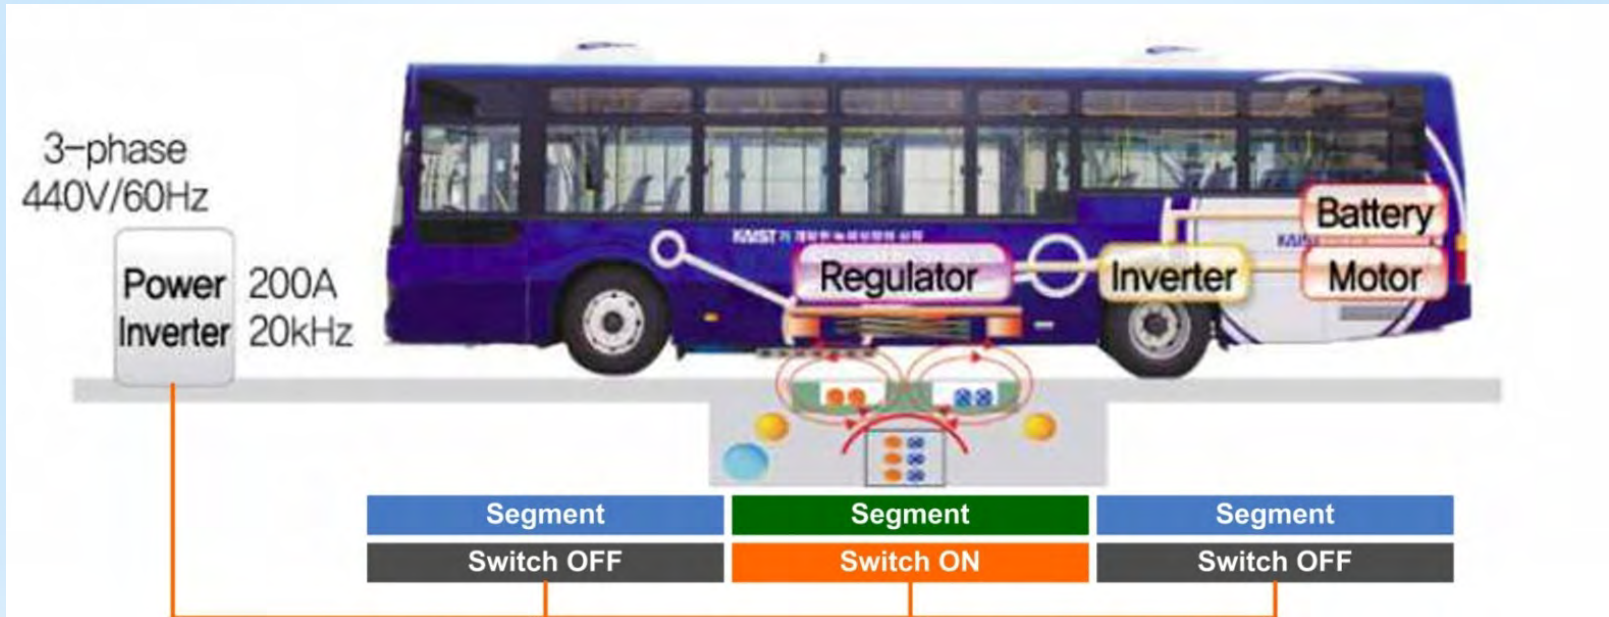 3-phase
440V/60Hz
Power
Inverter
200A
20kHz
KAIST
Battery
Regulator
Inverter
Motor
Segment
Segment
Segment
Switch OFF
Switch ON
Switch OFF